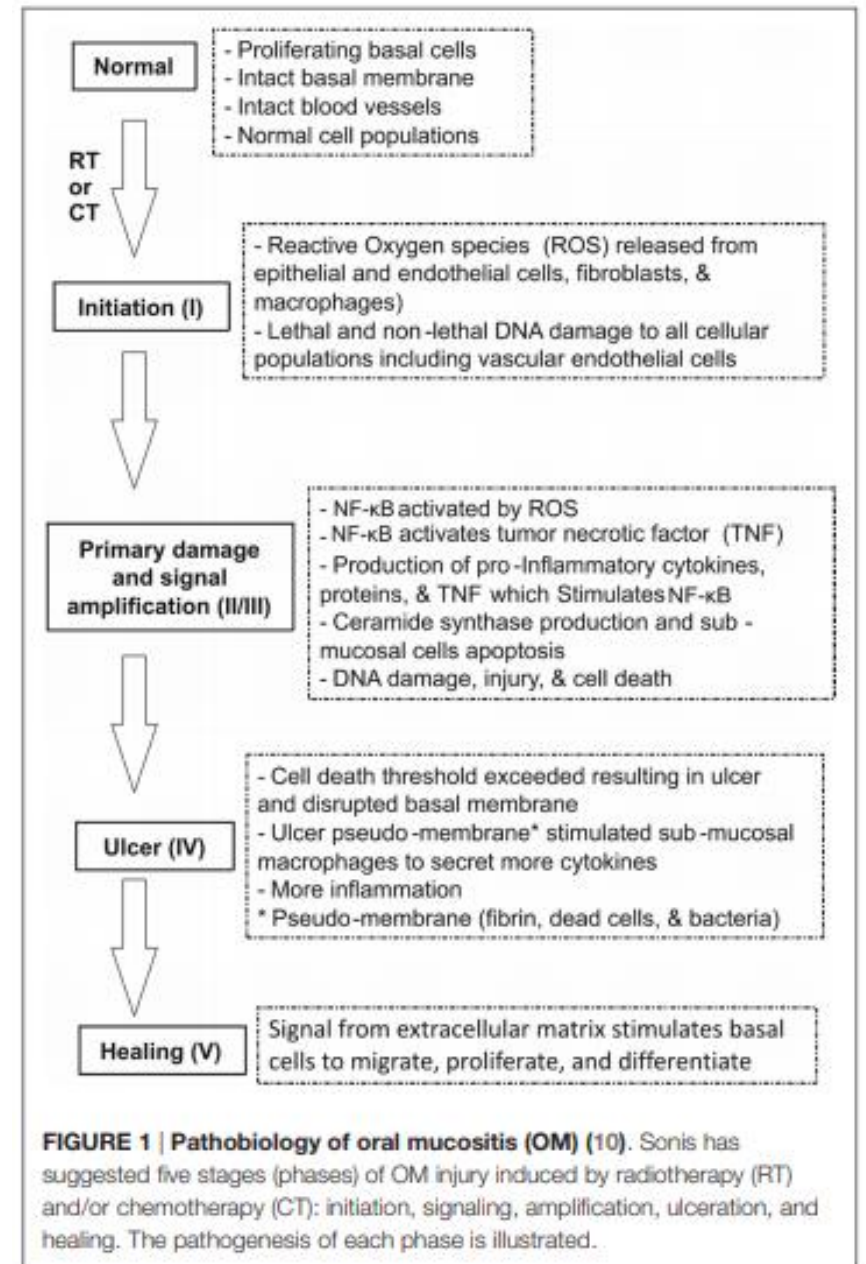 Normal
- Proliferating basal cells
- Intact basal membrane
- Intact blood vessels
- Normal cell populations
RT
or
CT
Initiation (I)
- Reactive Oxygen species (ROS) released from
epithelial and endothelial cells, fibroblasts, &
macrophages)
- Lethal and non-lethal DNA damage to all cellular
populations including vascular endothelial cells
Primary damage
and signal
amplification (II/III)
- NF-κB activated by ROS
- NF-κB activates tumor necrotic factor (TNF)
- Production of pro-Inflammatory cytokines,
proteins, & TNF which Stimulates NF-κB
- Ceramide synthase production and sub-
mucosal cells apoptosis
- DNA damage, injury, & cell death
Ulcer (IV)
- Cell death threshold exceeded resulting in ulcer
and disrupted basal membrane
- Ulcer pseudo-membrane* stimulated sub-mucosal
macrophages to secret more cytokines
- More inflammation
* Pseudo-membrane (fibrin, dead cells, & bacteria)
Healing (V)
Signal from extracellular matrix stimulates basal
cells to migrate, proliferate, and differentiate
FIGURE 1 | Pathobiology of oral mucositis (OM) (10). Sonis has
suggested five stages (phases) of OM injury induced by radiotherapy (RT)
and/or chemotherapy (CT): initiation, signaling, amplification, ulceration, and
healing. The pathogenesis of each phase is illustrated.